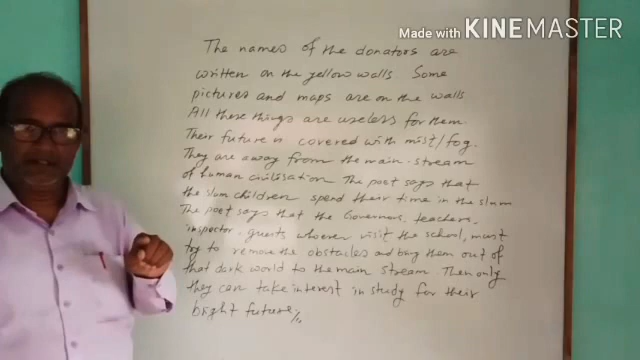 Made with KINEMASTER
The names of the donators are
written on the yellow walls Some
pictures and maps are on the walls
All these things are useless for them
Their future is covered with mist/fog.
They are away from the main-stream
of human civilisation The poet says that
the slum children spend their time in the slum
The poet says that the Governors, teachers,
inspector, guests whoever visit the school, must
try to remove the obstacles and bring them out of
that dark world to the main stream. Then only
they can take interest in study for their
bright future